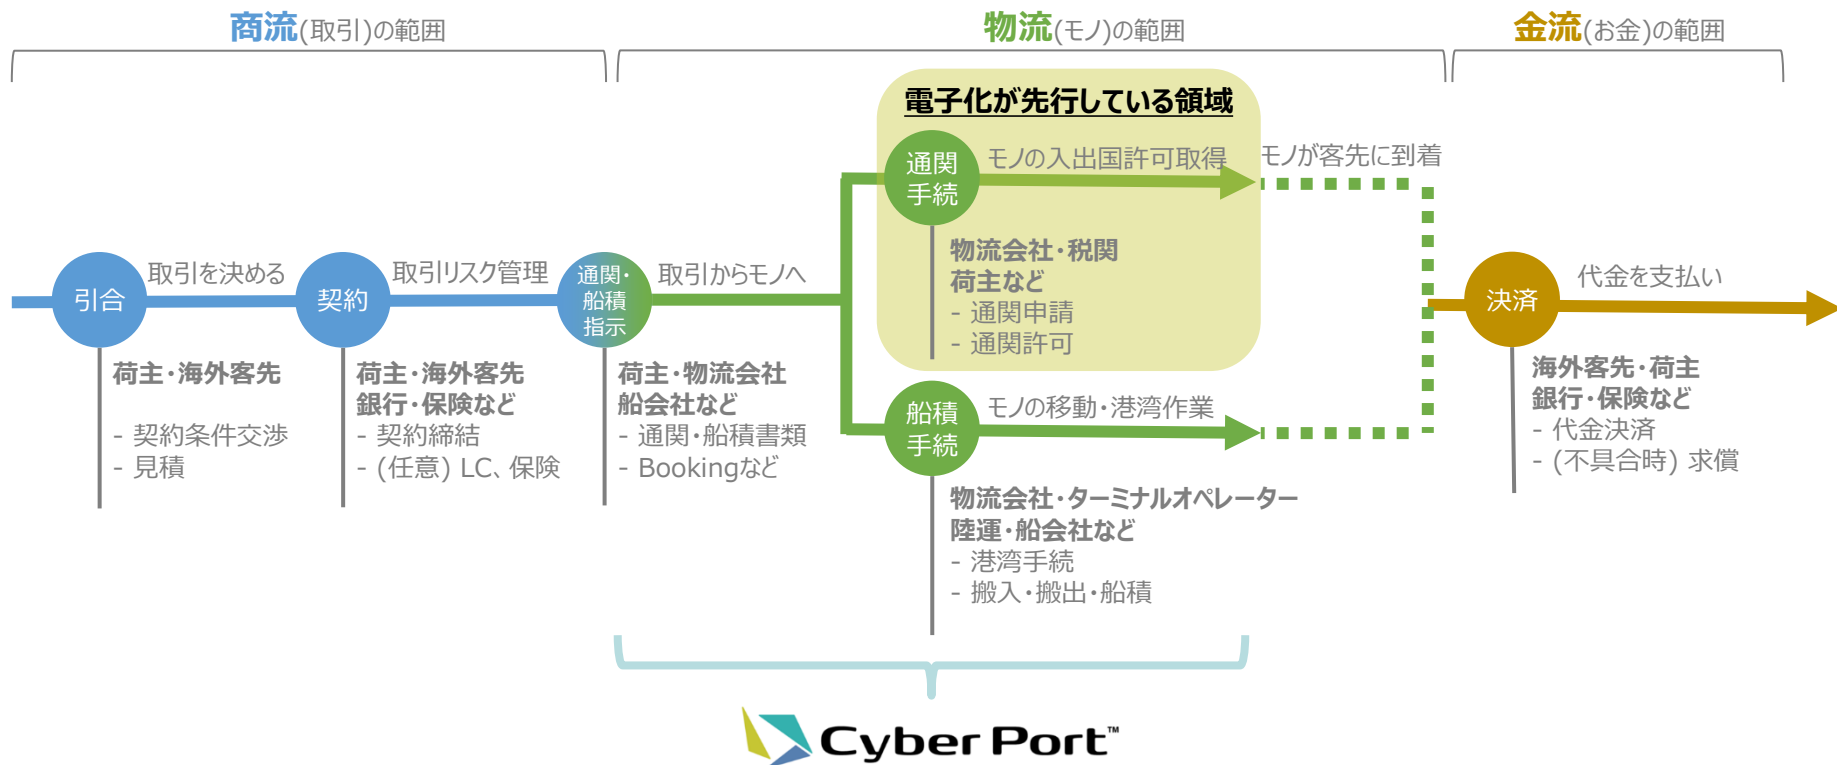 商流(取引)の範囲
物流(モノ)の範囲
金流(お金)の範囲
電子化が先行している領域
通関
手続
モノの入出国許可取得
モノが客先に到着
物流会社・税関
荷主など
- 通関申請
- 通関許可
引合
取引を決める
契約
取引リスク管理
通関・
船積
指示
取引からモノへ
決済
代金を支払い
荷主・海外客先
- 契約条件交渉
- 見積
荷主・海外客先
銀行・保険など
- 契約締結
- (任意) LC、保険
荷主・物流会社
船会社など
- 通関・船積書類
- Bookingなど
船積
手続
モノの移動・港湾作業
物流会社・ターミナルオペレーター
陸運・船会社など
- 港湾手続
- 搬入・搬出・船積
海外客先・荷主
銀行・保険など
- 代金決済
- (不具合時) 求償
Cyber Port™